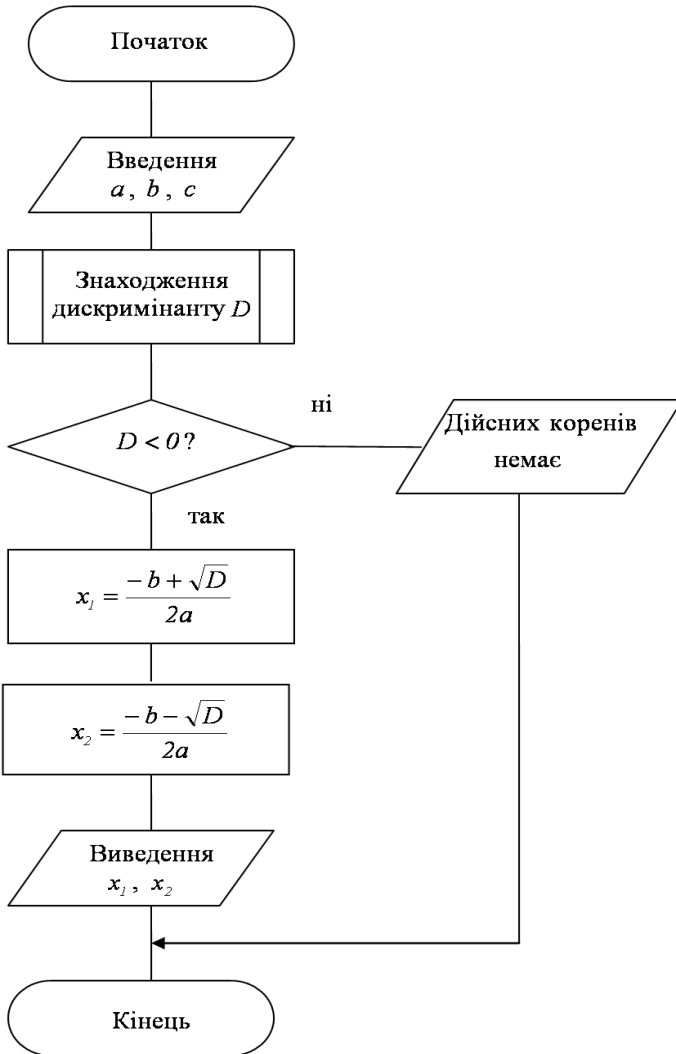 Початок
Введення
a , b , c
Знаходження
дискримінанту D
D < 0 ?
ні
Дійсних коренів
немає
так
x₁ = (-b + √D) / 2a
x₂ = (-b - √D) / 2a
Виведення
x₁ , x₂
Кінець